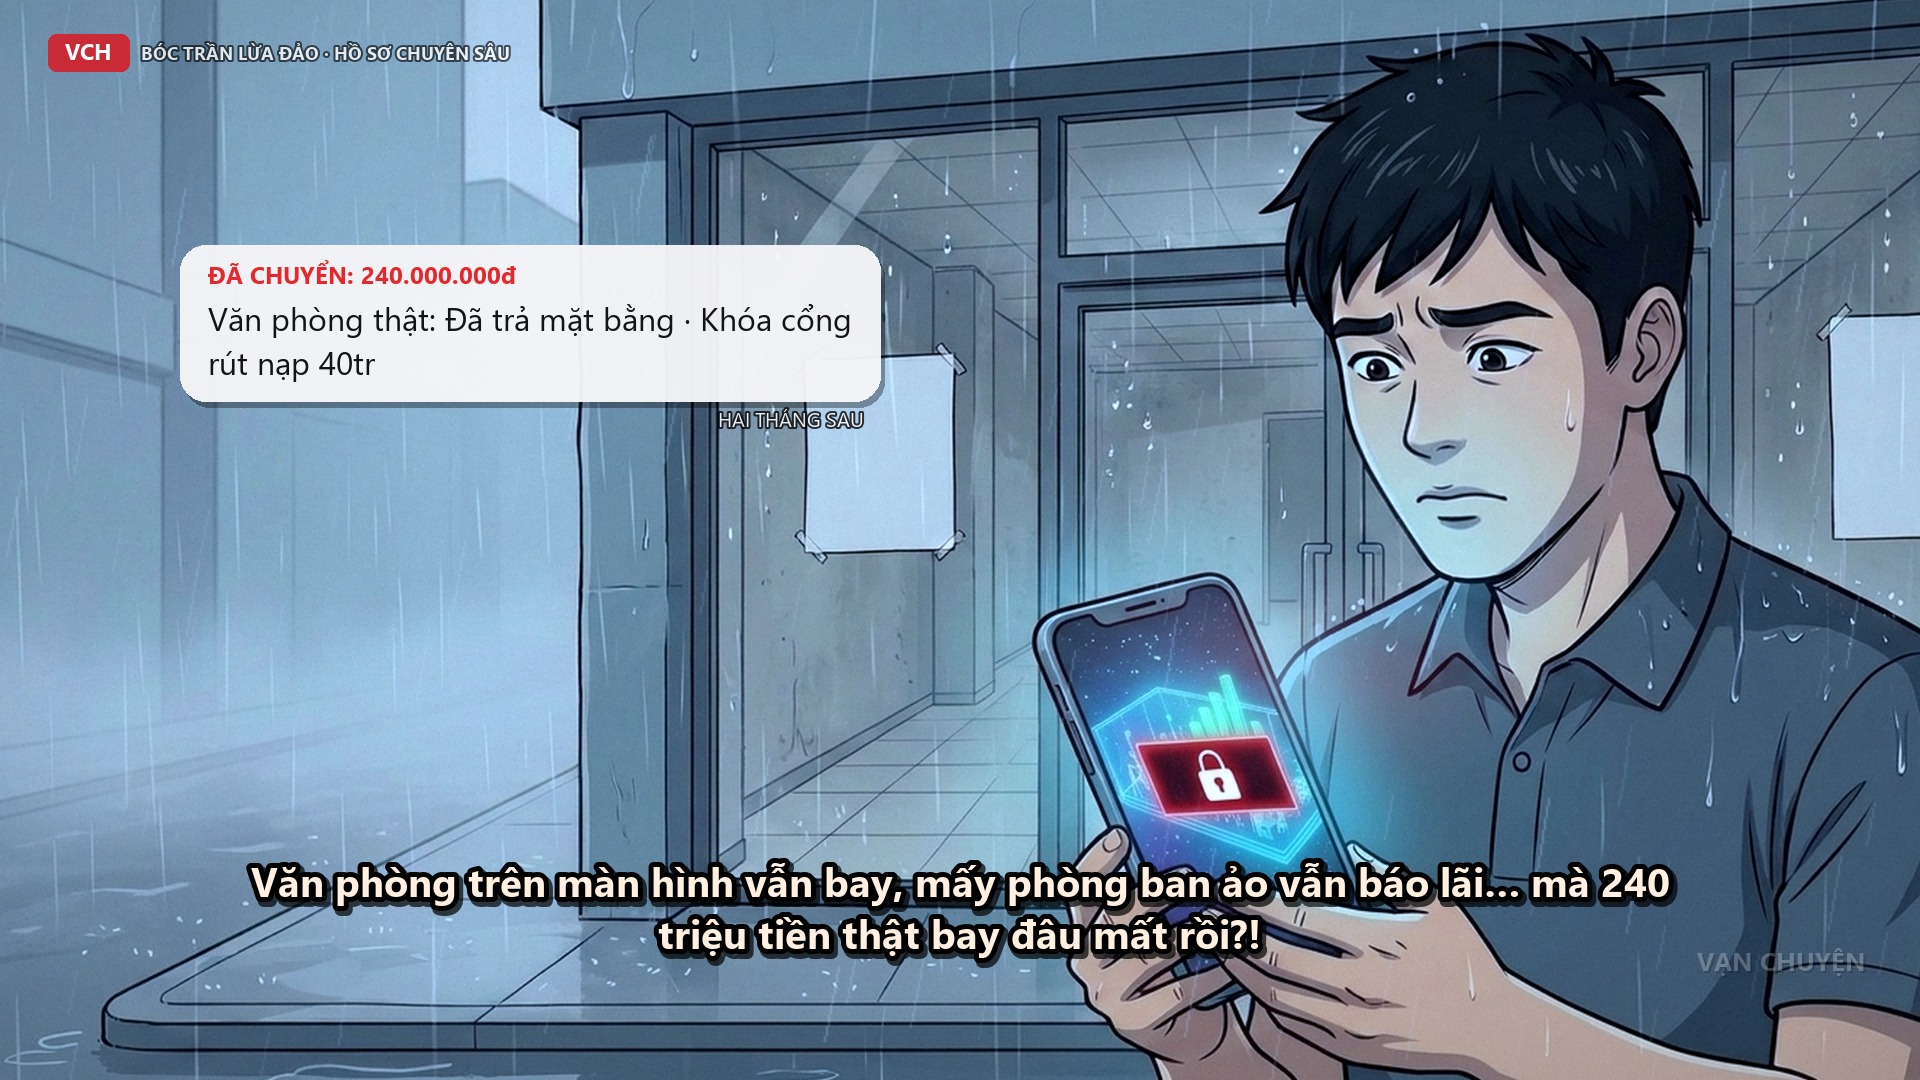 VCH BÓC TRẦN LỪA ĐẢO · HỒ SƠ CHUYÊN SÂU
ĐÃ CHUYỂN: 240.000.000đ
Văn phòng thật: Đã trả mặt bằng · Khóa cổng
rút nạp 40tr
HAI THÁNG SAU
Văn phòng trên màn hình vẫn bay, mấy phòng ban ảo vẫn báo lãi... mà 240
triệu tiền thật bay đâu mất rồi?!
VẠN CHUYỆN